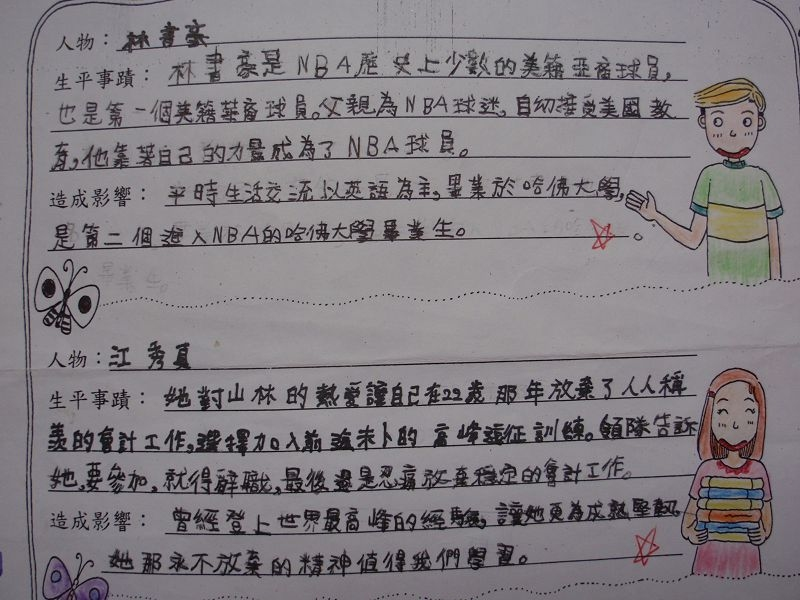 人物：林書豪
生平事蹟：林書豪是NBA歷史上少數的美籍亞裔球員，
也是第一個美籍華裔球員。父親為NBA球迷，自幼接受美國教
育，他靠著自己的力量成為了NBA球員。
造成影響：平時生活交流以英語為主，畢業於哈佛大學，
是第二個進入NBA的哈佛大學畢業生。
人物：江秀真
生平事蹟：她對山林的熱愛讓自己在22歲那年放棄了人人稱
羨的會計工作，選擇加入前途未卜的高峰遠征訓練。領隊告訴
她，要參加，就得辭職，最後還是忍痛放棄穩定的會計工作。
造成影響：曾經登上世界最高峰的經驗，讓她更為成熟堅韌。
她那永不放棄的精神值得我們學習。